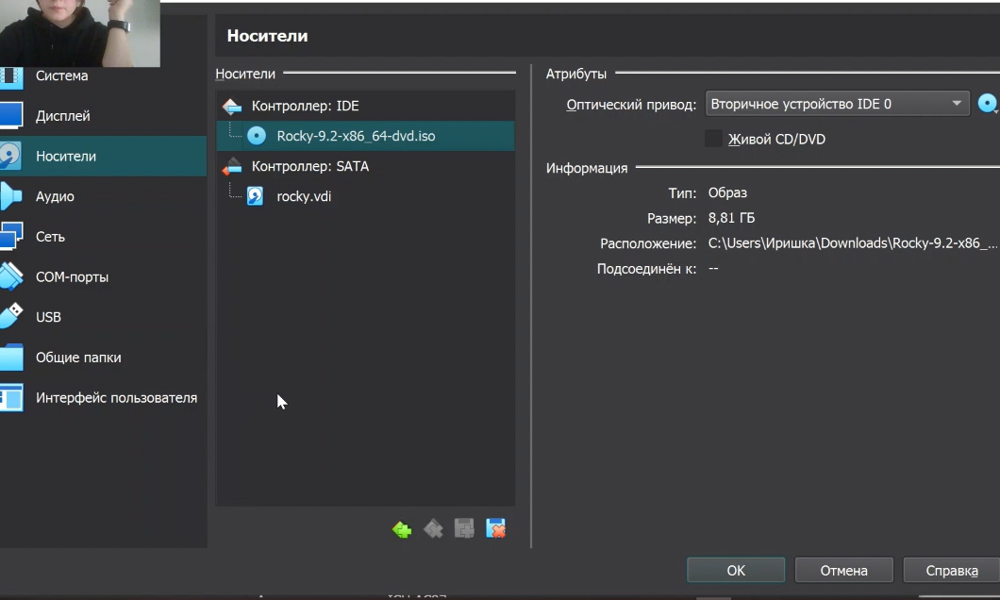 Носители
Система
Дисплей
Носители
Аудио
Сеть
COM-порты
USB
Общие папки
Интерфейс пользователя
Носители
Контроллер: IDE
Rocky-9.2-x86_64-dvd.iso
Контроллер: SATA
rocky.vdi
Атрибуты
Оптический привод: Вторичное устройство IDE 0
Живой CD/DVD
Информация
Тип: Образ
Размер: 8,81 ГБ
Расположение: C:\Users\Иришка\Downloads\Rocky-9.2-x86_...
Подсоединён к: --
OK Отмена Справка